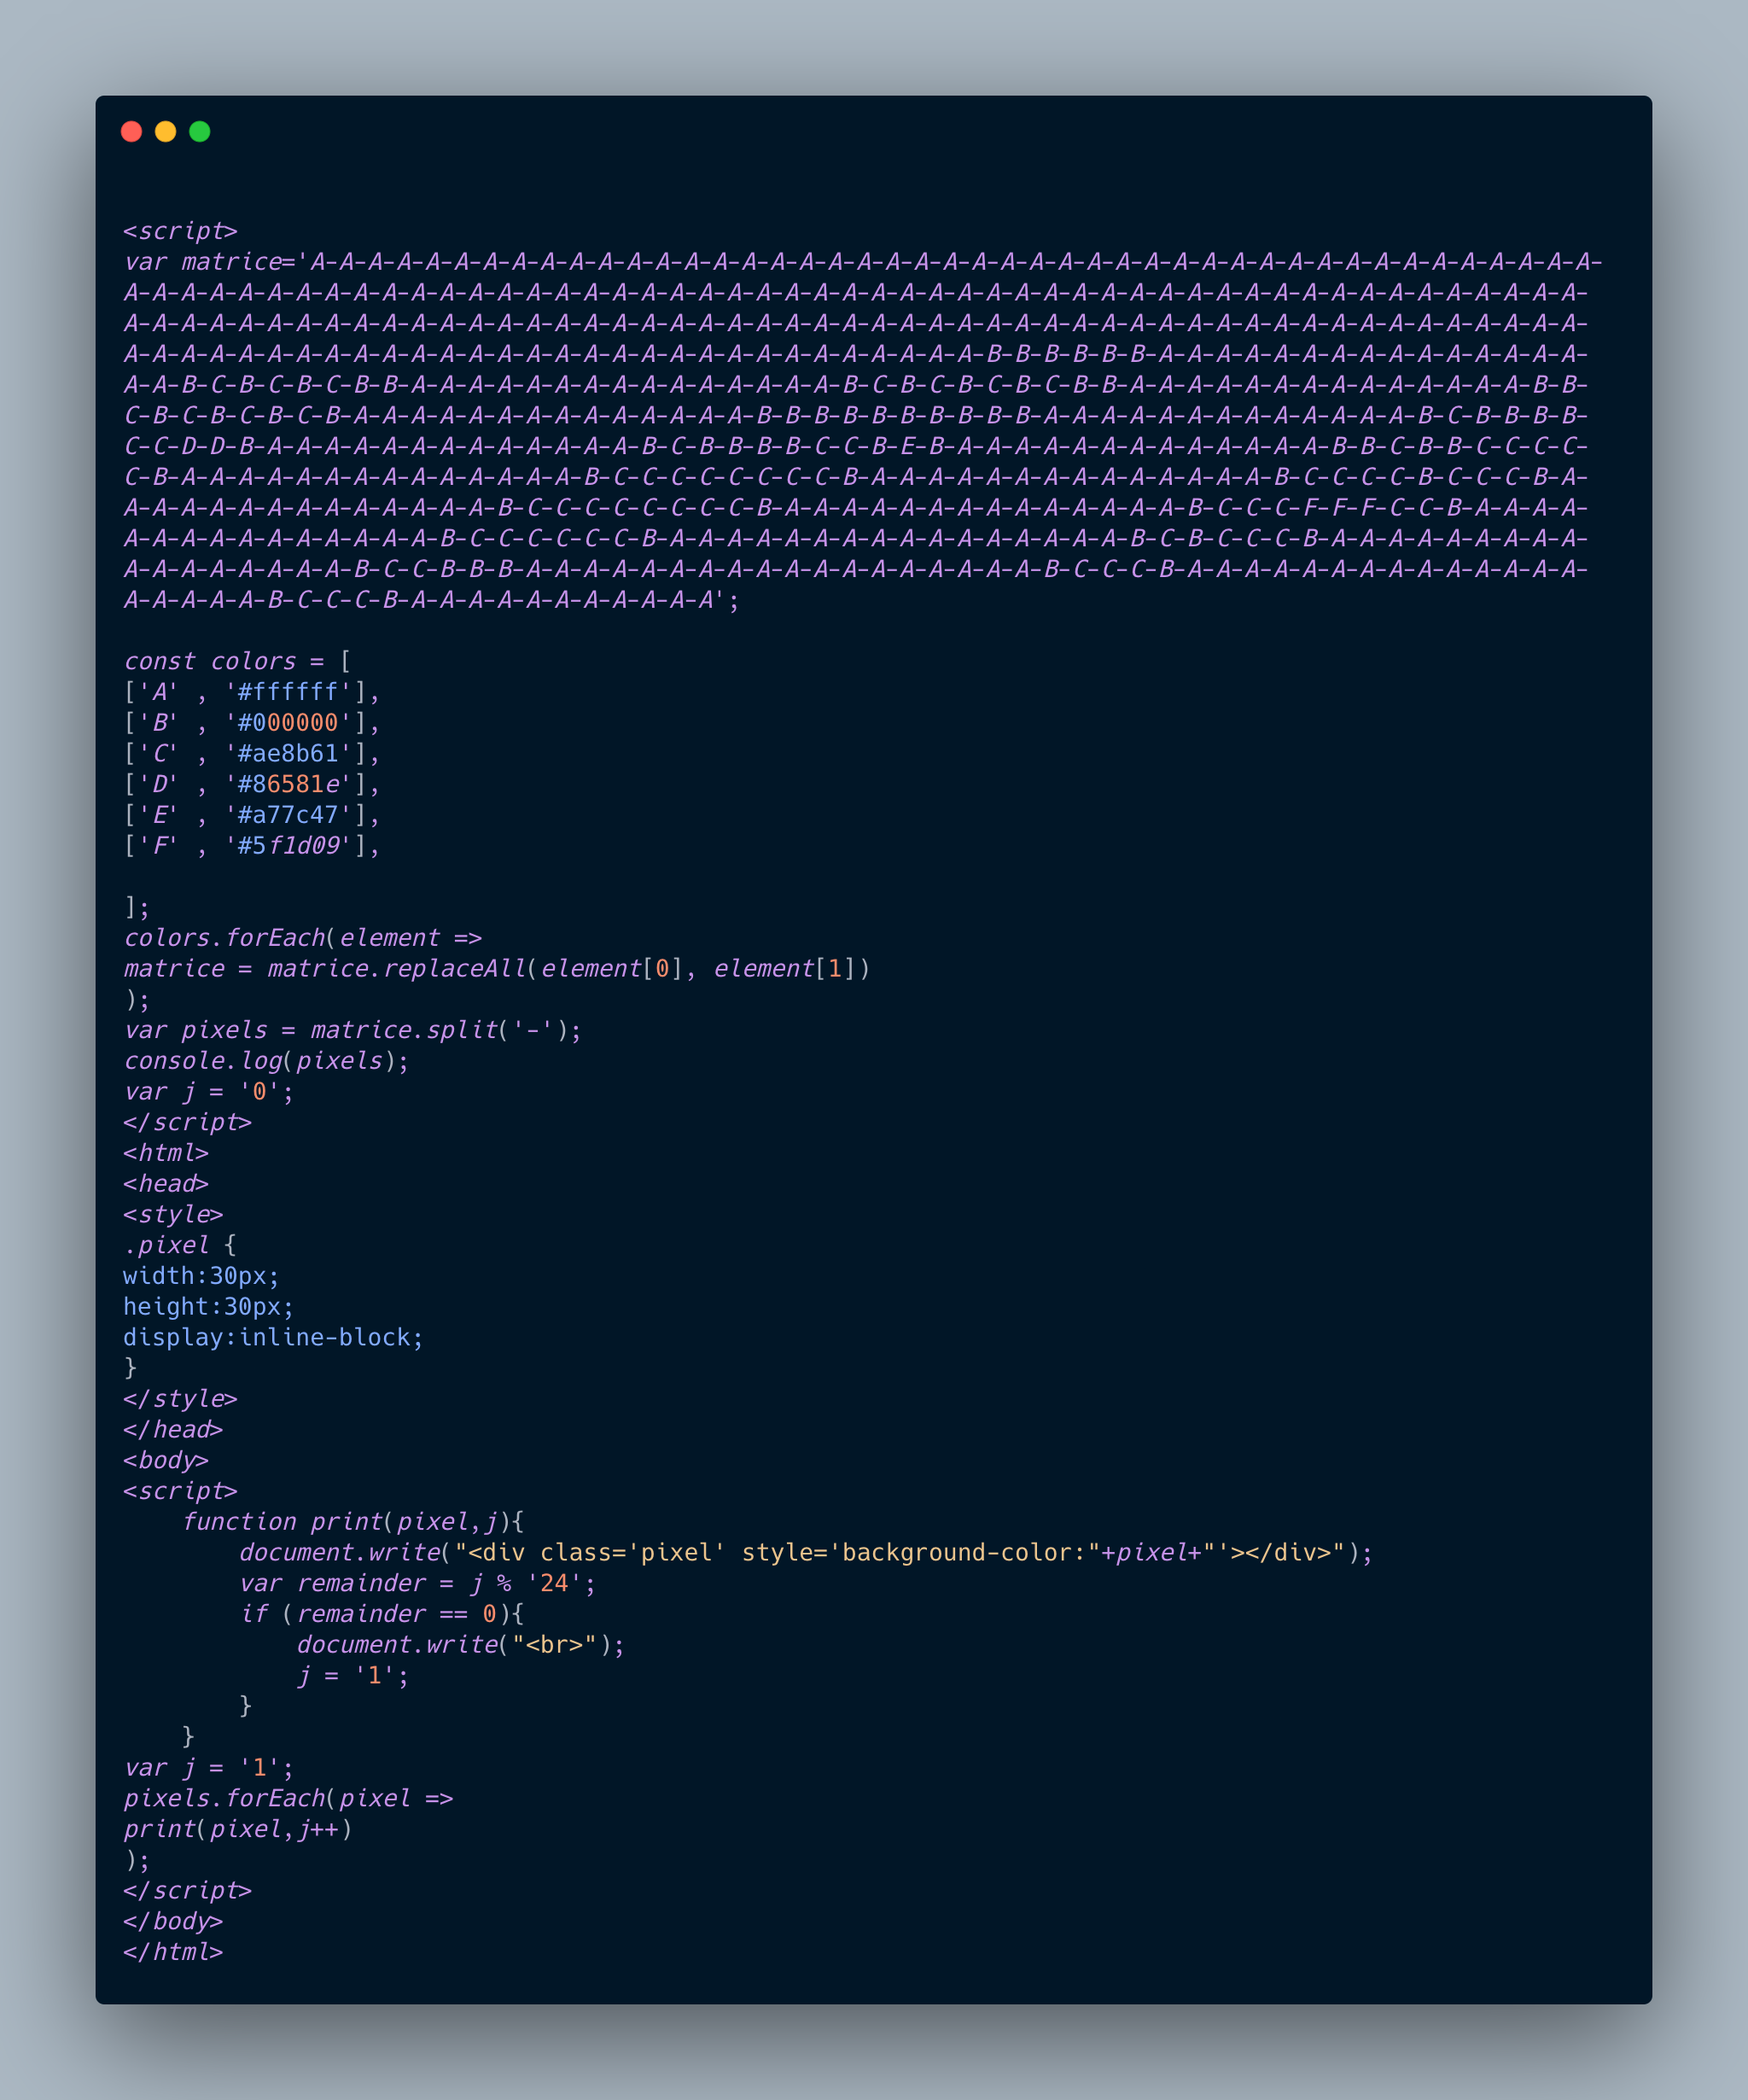 <script>
var matrice='A-A-A-A-A-A-A-A-A-A-A-A-A-A-A-A-A-A-A-A-A-A-A-A-A-A-A-A-A-A-A-A-A-A-A-A-A-A-A-A-A-A-A-A-A-
A-A-A-A-A-A-A-A-A-A-A-A-A-A-A-A-A-A-A-A-A-A-A-A-A-A-A-A-A-A-A-A-A-A-A-A-A-A-A-A-A-A-A-A-A-A-A-A-A-A-A-
A-A-A-A-A-A-A-A-A-A-A-A-A-A-A-A-A-A-A-A-A-A-A-A-A-A-A-A-A-A-A-A-A-A-A-A-A-A-A-A-A-A-A-A-A-A-A-A-A-A-A-
A-A-A-A-A-A-A-A-A-A-A-A-A-A-A-A-A-A-A-A-A-A-A-A-A-A-A-A-A-A-B-B-B-B-B-B-A-A-A-A-A-A-A-A-A-A-A-A-A-A-A-
A-A-B-C-B-C-B-C-B-B-A-A-A-A-A-A-A-A-A-A-A-A-A-A-A-B-C-B-C-B-C-B-C-B-B-A-A-A-A-A-A-A-A-A-A-A-A-A-A-B-B-
C-B-C-B-C-B-C-B-A-A-A-A-A-A-A-A-A-A-A-A-A-A-B-B-B-B-B-B-B-B-B-B-A-A-A-A-A-A-A-A-A-A-A-A-A-B-C-B-B-B-B-
C-C-D-D-B-A-A-A-A-A-A-A-A-A-A-A-A-A-B-C-B-B-B-B-C-C-B-E-B-A-A-A-A-A-A-A-A-A-A-A-A-A-B-B-C-B-B-C-C-C-C-
C-B-A-A-A-A-A-A-A-A-A-A-A-A-A-A-B-C-C-C-C-C-C-C-C-B-A-A-A-A-A-A-A-A-A-A-A-A-A-A-B-C-C-C-C-B-C-C-C-B-A-
A-A-A-A-A-A-A-A-A-A-A-A-A-B-C-C-C-C-C-C-C-C-B-A-A-A-A-A-A-A-A-A-A-A-A-A-A-B-C-C-C-F-F-F-C-C-B-A-A-A-A-
A-A-A-A-A-A-A-A-A-A-A-B-C-C-C-C-C-C-B-A-A-A-A-A-A-A-A-A-A-A-A-A-A-A-A-B-C-B-C-C-C-B-A-A-A-A-A-A-A-A-A-
A-A-A-A-A-A-A-A-B-C-C-B-B-B-A-A-A-A-A-A-A-A-A-A-A-A-A-A-A-A-A-A-B-C-C-C-B-A-A-A-A-A-A-A-A-A-A-A-A-A-A-
A-A-A-A-A-B-C-C-C-B-A-A-A-A-A-A-A-A-A-A-A';
const colors = [
['A' , '#ffffff'],
['B' , '#000000'],
['C' , '#ae8b61'],
['D' , '#86581e'],
['E' , '#a77c47'],
['F' , '#5f1d09'],
];
colors.forEach(element =>
matrice = matrice.replaceAll(element[0], element[1])
);
var pixels = matrice.split('-');
console.log(pixels);
var j = '0';
</script>
<html>
<head>
<style>
.pixel {
width:30px;
height:30px;
display:inline-block;
}
</style>
</head>
<body>
<script>
    function print(pixel,j){
        document.write("<div class='pixel' style='background-color:"+pixel+"'></div>");
        var remainder = j % '24';
        if (remainder == 0){
            document.write("<br>");
            j = '1';
        }
    }
var j = '1';
pixels.forEach(pixel =>
print(pixel,j++)
);
</script>
</body>
</html>